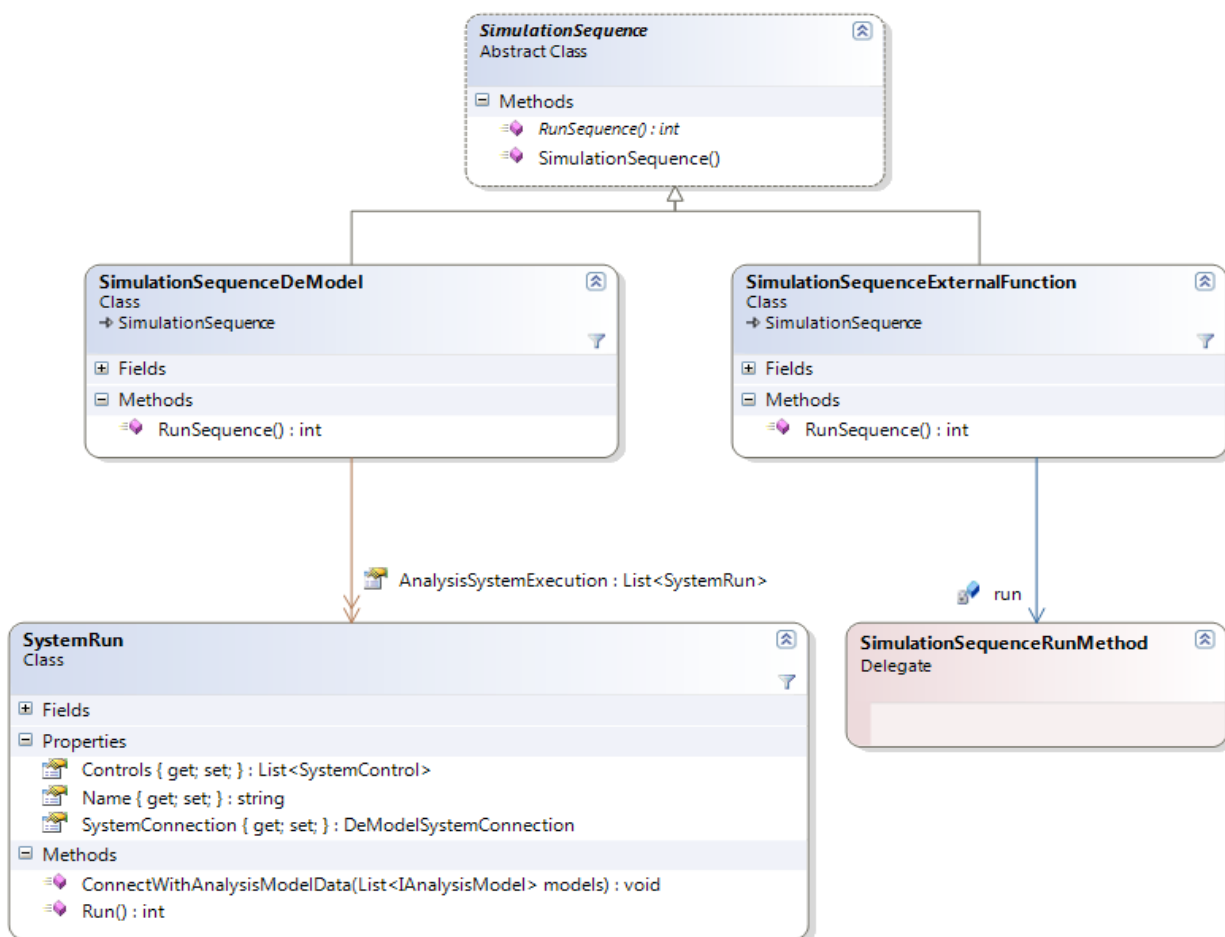 SimulationSequence
Abstract Class
Methods
RunSequence() : int
SimulationSequence()
SimulationSequenceDeModel
Class
SimulationSequence
Fields
Methods
RunSequence() : int
SimulationSequenceExternalFunction
Class
SimulationSequence
Fields
Methods
RunSequence() : int
AnalysisSystemExecution : List<SystemRun>
run
SystemRun
Class
Fields
Properties
Controls { get; set; } : List<SystemControl>
Name { get; set; } : string
SystemConnection { get; set; } : DeModelSystemConnection
Methods
ConnectWithAnalysisModelData(List<IAnalysisModel> models) : void
Run() : int
SimulationSequenceRunMethod
Delegate